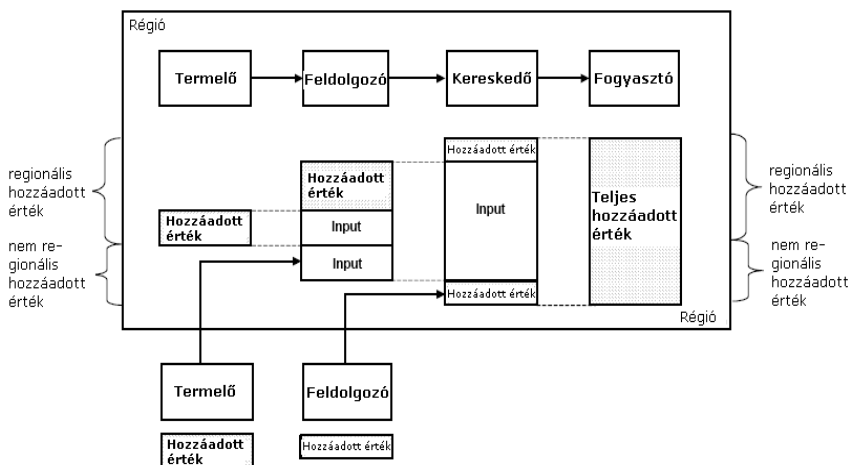 Régió
Termelő
Feldolgozó
Kereskedő
Fogyasztó
regionális
hozzáadott
érték
nem re-
gionális
hozzáadott
érték
Hozzáadott
érték
Hozzáadott
érték
Input
Input
Hozzáadott érték
Input
Hozzáadott érték
Teljes
hozzáadott
érték
regionális
hozzáadott
érték
nem re-
gionális
hozzáadott
érték
Régió
Termelő
Feldolgozó
Hozzáadott
érték
Hozzáadott érték